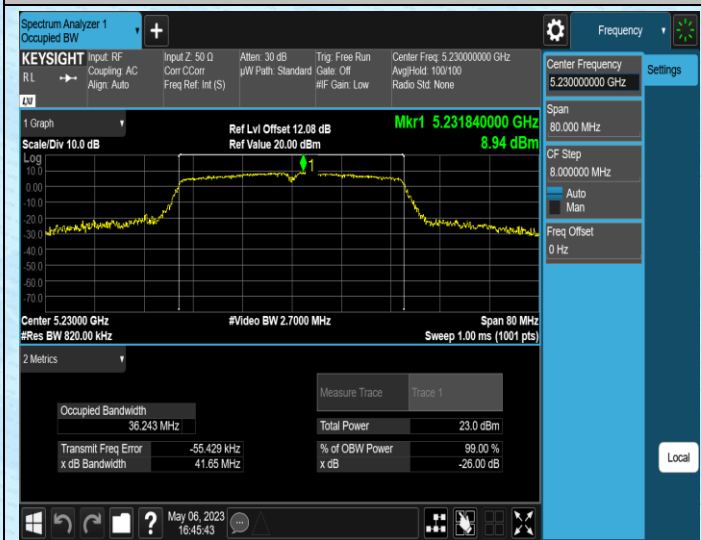 Spectrum Analyzer 1
Occupied BW
Frequency
KEYSIGHT
R L
LXI
Input: RF
Coupling: AC
Align: Auto
Input Z: 50 Ω
Corr CCorr
Freq Ref: Int (S)
Atten: 30 dB
µW Path: Standard
Trig: Free Run
Gate: Off
#IF Gain: Low
Center Freq: 5.230000000 GHz
Avg|Hold: 100/100
Radio Std: None
Center Frequency
5.230000000 GHz
Settings
Span
80.000 MHz
CF Step
8.000000 MHz
Auto
Man
Freq Offset
0 Hz
Local
1 Graph
Scale/Div 10.0 dB
Ref Lvl Offset 12.08 dB
Ref Value 20.00 dBm
Mkr1 5.231840000 GHz
8.94 dBm
Log
10.0
0.00
-10.0
-20.0
-30.0
-40.0
-50.0
-60.0
-70.0
1
Center 5.23000 GHz
#Res BW 820.00 kHz
#Video BW 2.7000 MHz
Span 80 MHz
Sweep 1.00 ms (1001 pts)
2 Metrics
Measure Trace
Trace 1
Occupied Bandwidth
36.243 MHz
Total Power
23.0 dBm
Transmit Freq Error
-55.429 kHz
% of OBW Power
99.00 %
x dB Bandwidth
41.65 MHz
x dB
-26.00 dB
?
May 06, 2023
16:45:43